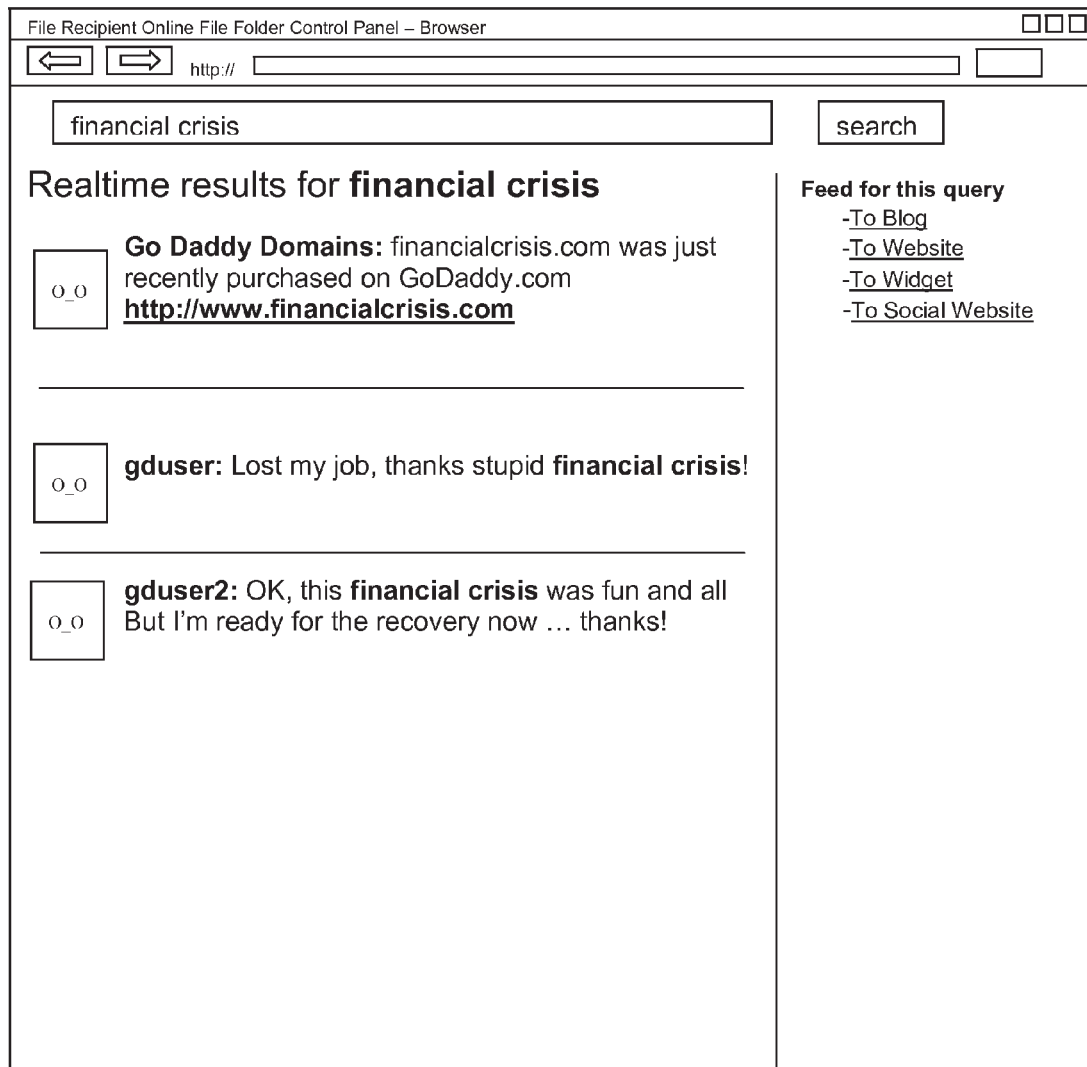 File Recipient Online File Folder Control Panel – Browser
http://
financial crisis
search
Realtime results for financial crisis
Go Daddy Domains: financialcrisis.com was just
recently purchased on GoDaddy.com
http://www.financialcrisis.com
O_O
gduser: Lost my job, thanks stupid financial crisis!
O_O
gduser2: OK, this financial crisis was fun and all
But I'm ready for the recovery now … thanks!
O_O
Feed for this query
-To Blog
-To Website
-To Widget
-To Social Website